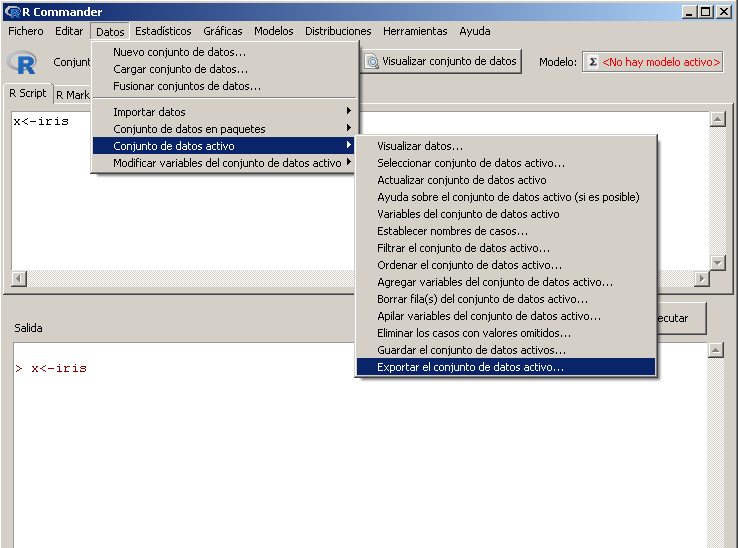 R Commander
Fichero Editar Datos Estadísticos Gráficas Modelos Distribuciones Herramientas Ayuda
R Conjunt Visualizar conjunto de datos Modelo: Σ <No hay modelo activo>
R Script R Mark
x<-iris
Nuevo conjunto de datos...
Cargar conjunto de datos...
Fusionar conjuntos de datos...
Importar datos
Conjunto de datos en paquetes
Conjunto de datos activo
Modificar variables del conjunto de datos activo
Visualizar datos...
Seleccionar conjunto de datos activo...
Actualizar conjunto de datos activo
Ayuda sobre el conjunto de datos activo (si es posible)
Variables del conjunto de datos activo
Establecer nombres de casos...
Filtrar el conjunto de datos activo...
Ordenar el conjunto de datos activo...
Agregar variables del conjunto de datos activo...
Borrar fila(s) del conjunto de datos activo...
Apilar variables del conjunto de datos activo...
Eliminar los casos con valores omitidos...
Guardar el conjunto de datos activos...
Exportar el conjunto de datos activo...
ecutar
Salida
> x<-iris